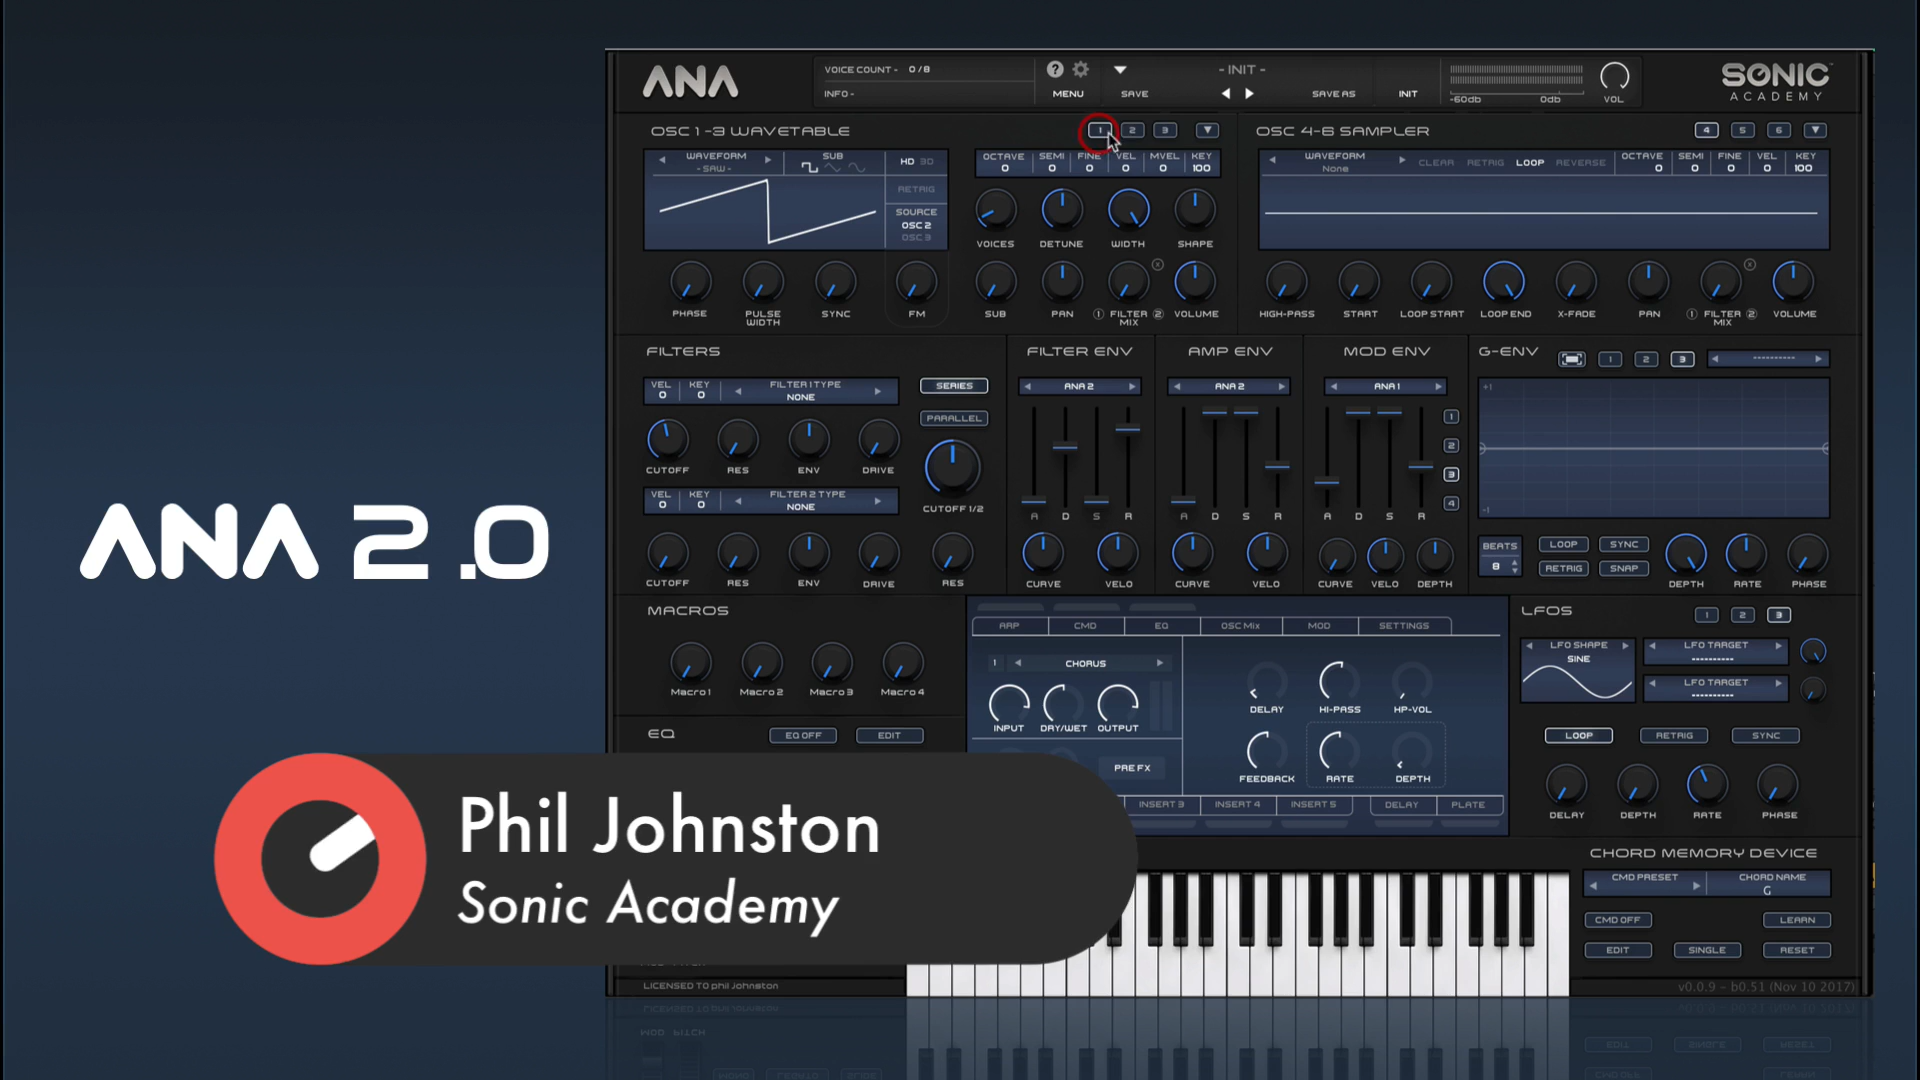 ANA
VOICE COUNT - 0 / 8
INFO -
?
MENU
SAVE
- INIT -
SAVE AS
INIT
-60db 0db
VOL
SONIC
ACADEMY
OSC 1-3 WAVETABLE
1 2 3
OSC 4-6 SAMPLER
4 5 6
WAVEFORM
- SAW -
SUB
HD 3D
RETRIG
SOURCE
OSC 2
OSC 3
OCTAVE SEMI FINE VEL MVEL KEY
0 0 0 0 0 100
VOICES DETUNE WIDTH SHAPE
WAVEFORM
None
CLEAR RETRIG LOOP REVERSE
OCTAVE SEMI FINE VEL KEY
0 0 0 0 100
PHASE PULSE WIDTH SYNC FM
SUB PAN 1 FILTER MIX 2 VOLUME
HIGH-PASS START LOOP START LOOP END X-FADE PAN 1 FILTER MIX 2 VOLUME
FILTERS
VEL KEY FILTER 1 TYPE
0 0 NONE
SERIES
PARALLEL
CUTOFF RES ENV DRIVE
VEL KEY FILTER 2 TYPE
0 0 NONE
CUTOFF 1/2
CUTOFF RES ENV DRIVE RES
FILTER ENV
ANA 2
A D S R
CURVE VELO
AMP ENV
ANA 2
A D S R
CURVE VELO
MOD ENV
ANA 1
1
2
3
4
A D S R
CURVE VELO DEPTH
G-ENV
1 2 3
----------
+1
-1
BEATS
8
LOOP SYNC
RETRIG SNAP
DEPTH RATE PHASE
MACROS
Macro 1 Macro 2 Macro 3 Macro 4
EQ
EQ OFF EDIT
ARP CMD EQ OSC Mix MOD SETTINGS
1 CHORUS
INPUT DRY/WET OUTPUT
PRE FX
DELAY HI-PASS HP-VOL
FEEDBACK RATE DEPTH
INSERT 3 INSERT 4 INSERT 5 DELAY PLATE
LFOS
1 2 3
LFO SHAPE
SINE
LFO TARGET
----------
LFO TARGET
----------
LOOP RETRIG SYNC
DELAY DEPTH RATE PHASE
CHORD MEMORY DEVICE
CMD PRESET
CHORD NAME
G
CMD OFF LEARN
EDIT SINGLE RESET
LICENSED TO phil Johnston
v0.0.9 - b0.51 (Nov 10 2017)
ANA 2.0
Phil Johnston
Sonic Academy